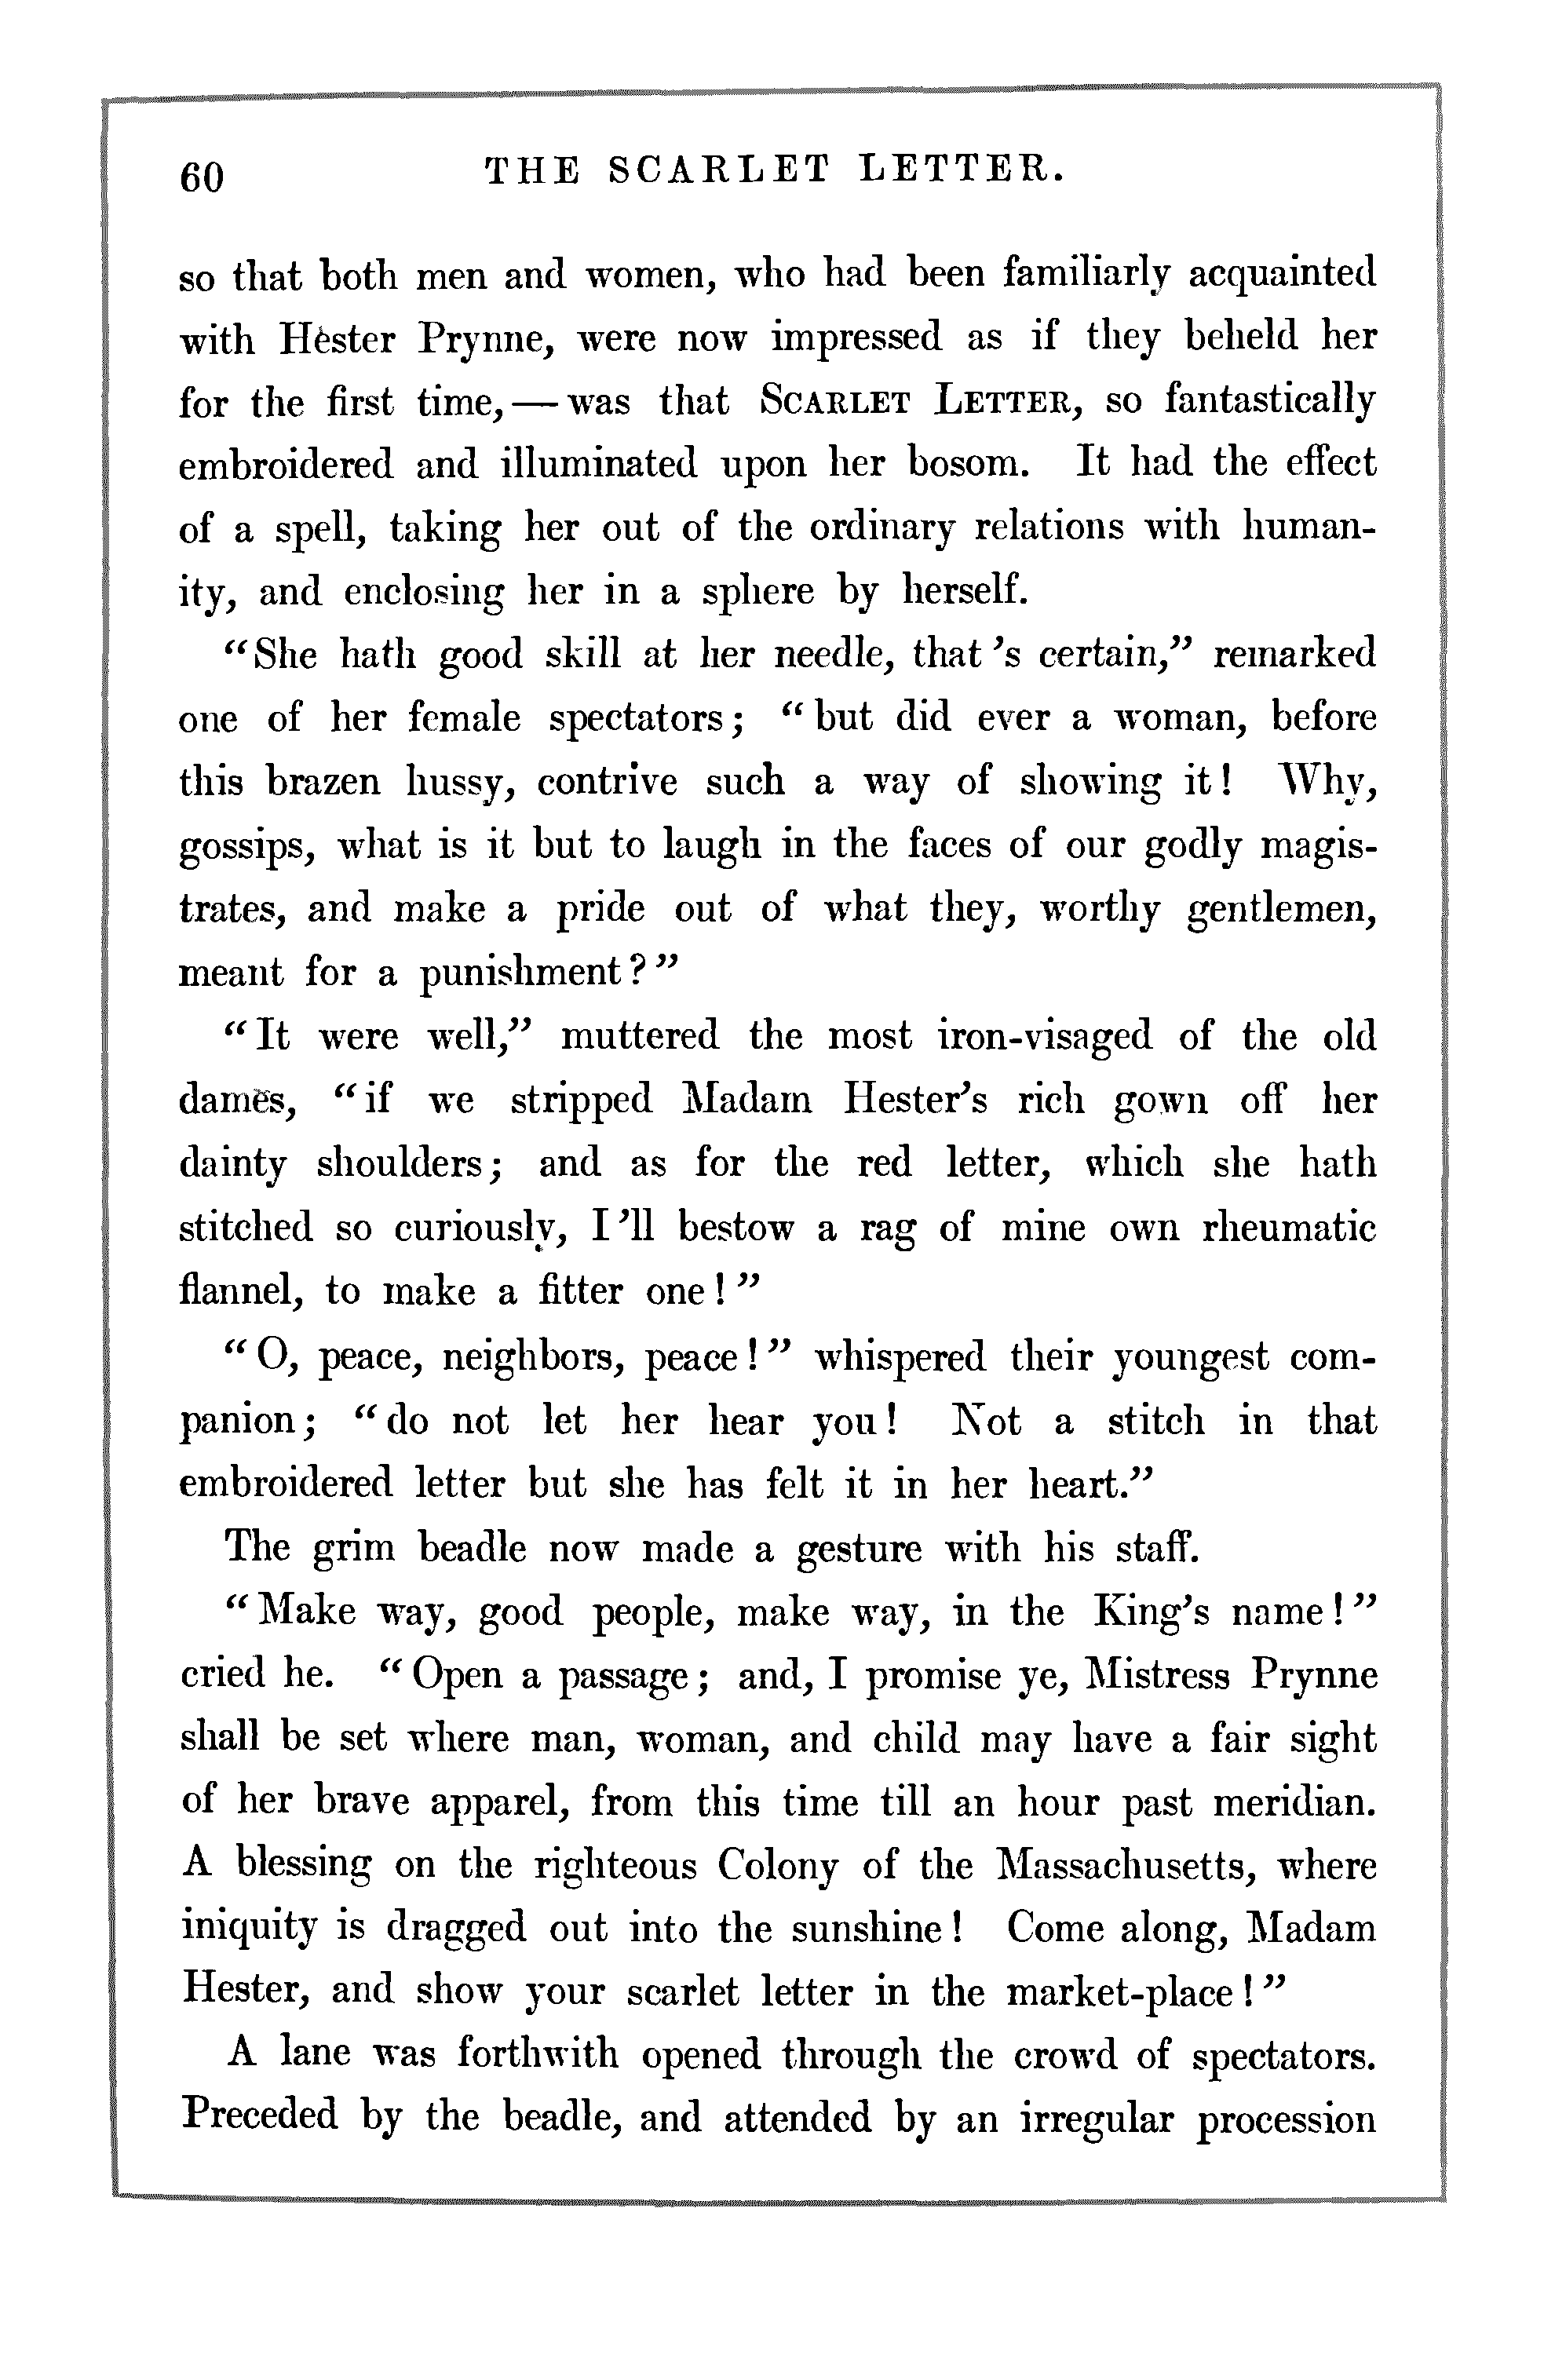 60 THE SCARLET LETTER.
so that both men and women, who had been familiarly acquainted
with Hester Prynne, were now impressed as if they beheld her
for the first time, — was that SCARLET LETTER, so fantastically
embroidered and illuminated upon her bosom. It had the effect
of a spell, taking her out of the ordinary relations with human-
ity, and enclosing her in a sphere by herself.
“She hath good skill at her needle, that ’s certain,” remarked
one of her female spectators; “but did ever a woman, before
this brazen hussy, contrive such a way of showing it! Why,
gossips, what is it but to laugh in the faces of our godly magis-
trates, and make a pride out of what they, worthy gentlemen,
meant for a punishment?”
“It were well,” muttered the most iron-visaged of the old
dames, “if we stripped Madam Hester’s rich gown off her
dainty shoulders; and as for the red letter, which she hath
stitched so curiously, I ’ll bestow a rag of mine own rheumatic
flannel, to make a fitter one!”
“O, peace, neighbors, peace!” whispered their youngest com-
panion; “do not let her hear you! Not a stitch in that
embroidered letter but she has felt it in her heart.”
The grim beadle now made a gesture with his staff.
“Make way, good people, make way, in the King’s name!”
cried he. “Open a passage; and, I promise ye, Mistress Prynne
shall be set where man, woman, and child may have a fair sight
of her brave apparel, from this time till an hour past meridian.
A blessing on the righteous Colony of the Massachusetts, where
iniquity is dragged out into the sunshine! Come along, Madam
Hester, and show your scarlet letter in the market-place!”
A lane was forthwith opened through the crowd of spectators.
Preceded by the beadle, and attended by an irregular procession